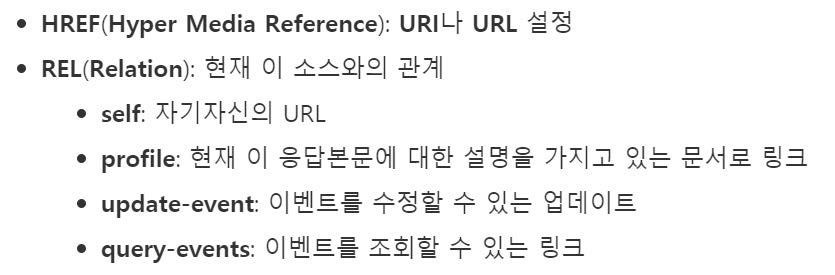 HREF(Hyper Media Reference): URI나 URL 설정
REL(Relation): 현재 이 소스와의 관계
self: 자기자신의 URL
profile: 현재 이 응답본문에 대한 설명을 가지고 있는 문서로 링크
update-event: 이벤트를 수정할 수 있는 업데이트
query-events: 이벤트를 조회할 수 있는 링크